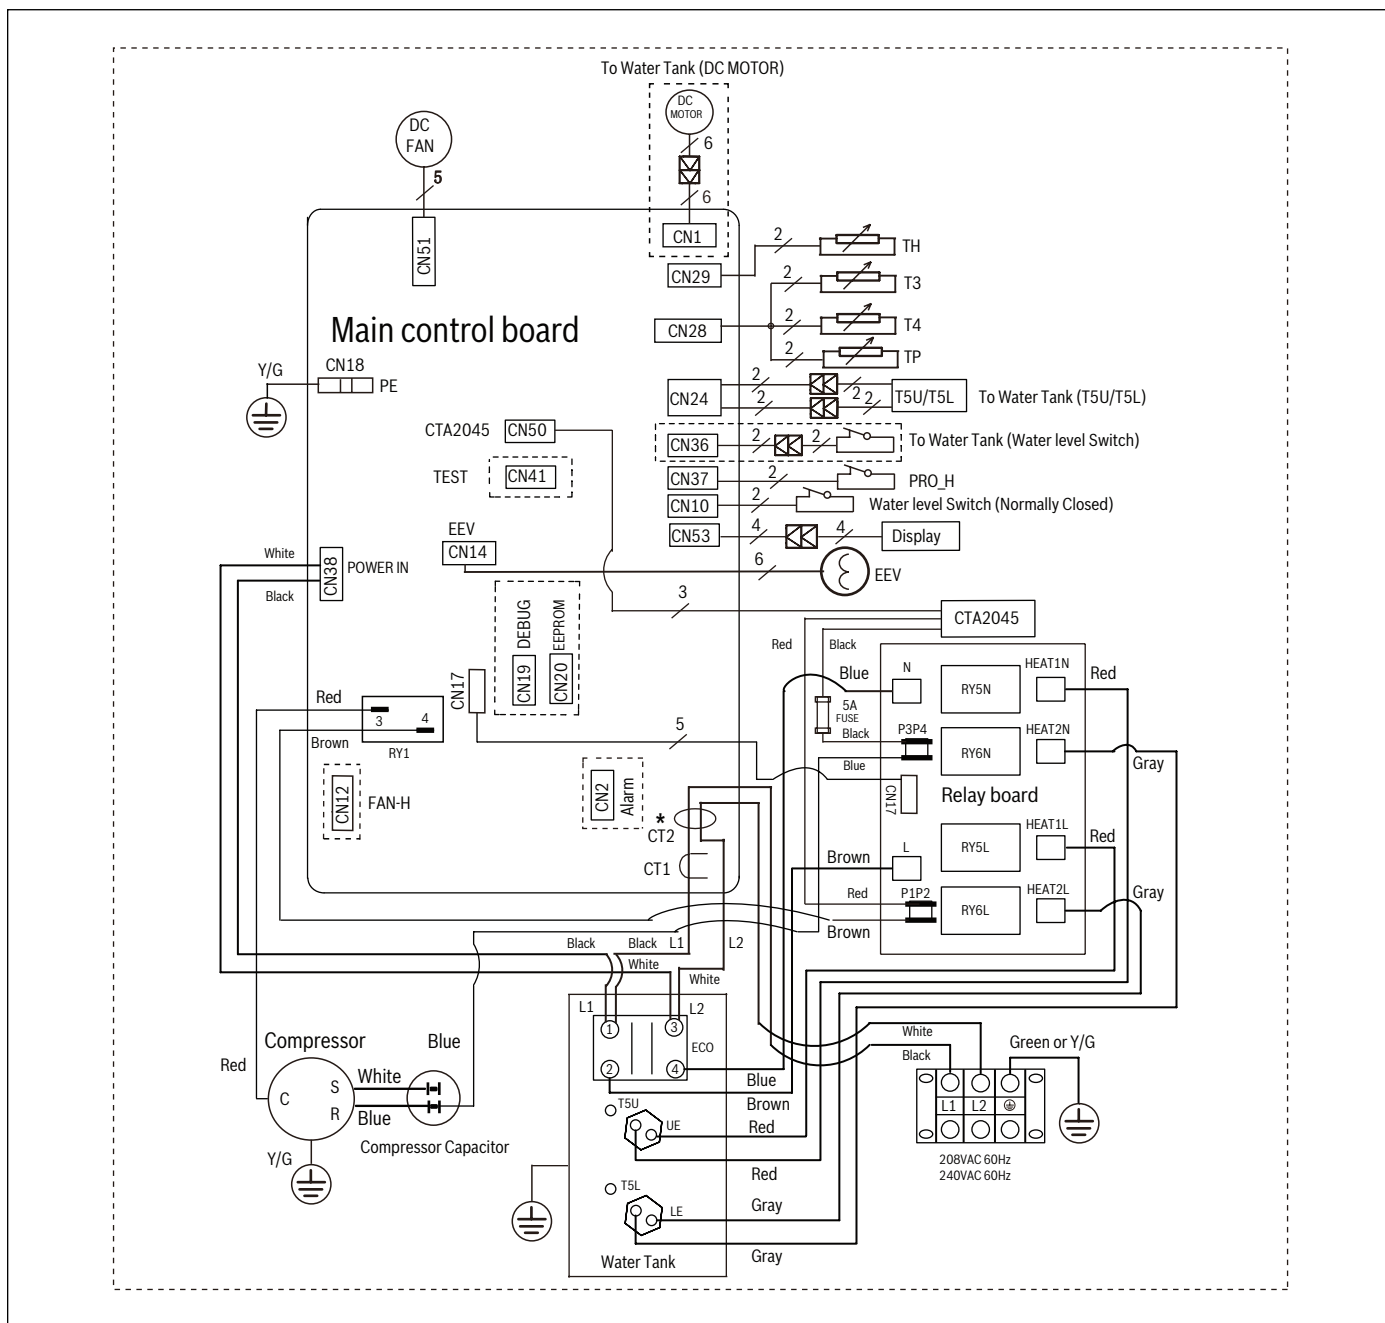 To Water Tank (DC MOTOR)
DC
MOTOR
6
6
DC
FAN
5
CN51
CN1
CN29
2
TH
2
T3
CN28
2
T4
2
TP
Main control board
Y/G
CN18
PE
CN24
2
2
2
2
T5U/T5L
To Water Tank (T5U/T5L)
CTA2045
CN50
CN36
2
2
To Water Tank (Water level Switch)
TEST
CN41
CN37
2
PRO_H
CN10
2
Water level Switch (Normally Closed)
CN53
4
4
Display
EEV
CN14
6
EEV
White
CN38
POWER IN
Black
3
CTA2045
CN19
DEBUG
CN20
EEPROM
CN17
Red
Black
Blue
N
RY5N
HEAT1N
Red
5A
FUSE
Red
3
4
Brown
RY1
5
Black
P3P4
RY6N
HEAT2N
Gray
Blue
CN17
Relay board
CN12
FAN-H
CN2
Alarm
*
CT2
CT1
L
RY5L
HEAT1L
Red
Brown
Red
P1P2
RY6L
HEAT2L
Gray
Brown
Black
Black
L1
L2
White
White
L1
L2
1
3
ECO
2
4
Blue
Brown
White
Black
Green or Y/G
L1
L2
208VAC 60Hz
240VAC 60Hz
Compressor
Blue
Red
C
S
R
White
Blue
Compressor Capacitor
Y/G
T5U
UE
Red
Red
T5L
LE
Gray
Gray
Water Tank